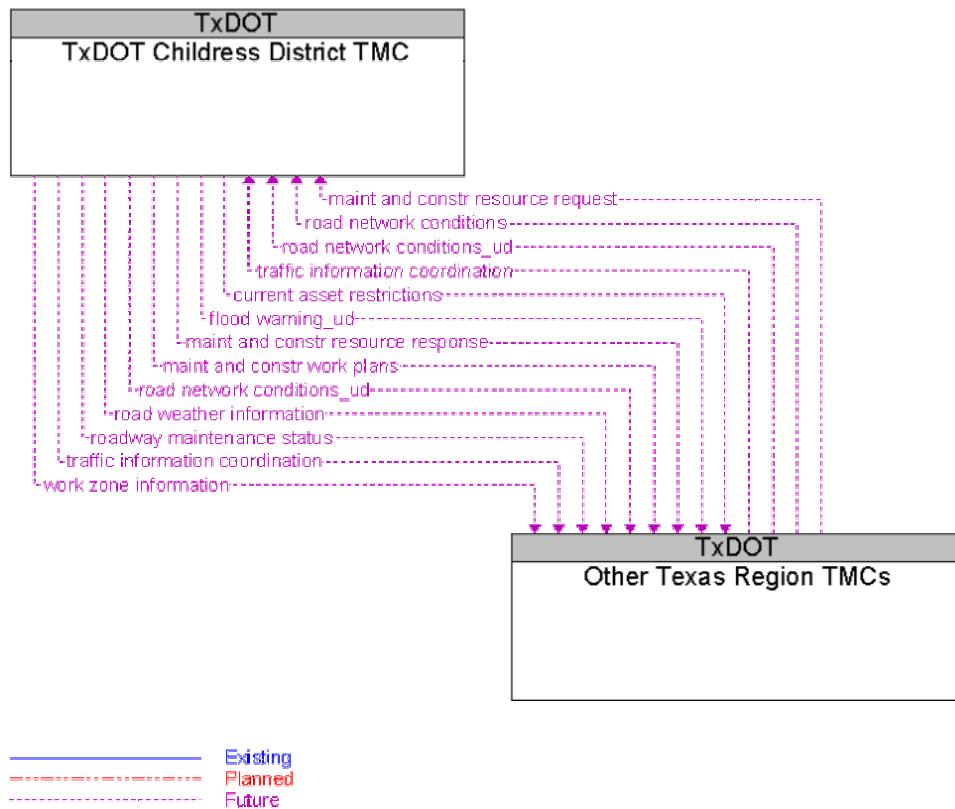 TxDOT
TxDOT Childress District TMC
maint and constr resource request
road network conditions
road network conditions_ud
traffic information coordination
current asset restrictions
flood warning_ud
maint and constr resource response
maint and constr work plans
road network conditions_ud
road weather information
roadway maintenance status
traffic information coordination
work zone information
TxDOT
Other Texas Region TMCs
Existing
Planned
Future